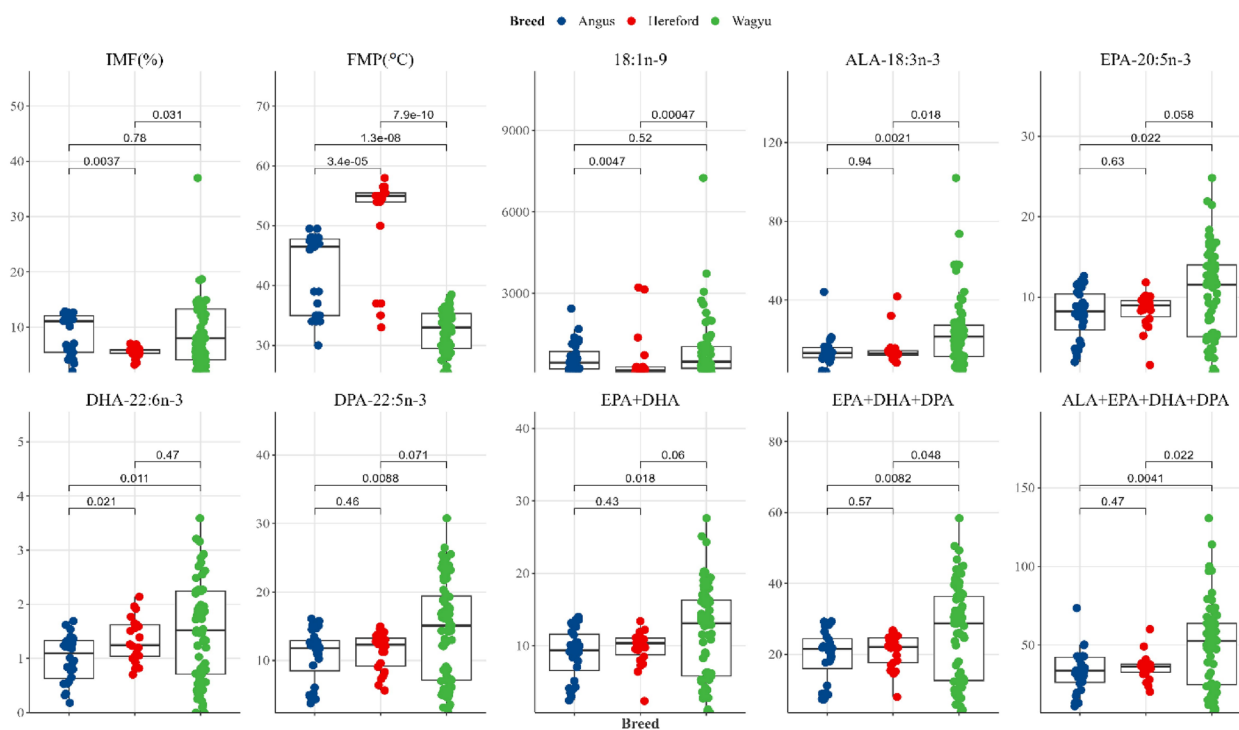 Breed Angus Hereford Wagyu
IMF(%) FMP(°C) 18:1n-9 ALA-18:3n-3 EPA-20:5n-3
50 70 9000 120 30
40 60 6000 80 20
30 50 3000 40 10
20 40
10 30
0.031 7.9e-10 0.00047 0.018 0.058
0.78 1.3e-08 0.52 0.0021 0.022
0.0037 3.4e-05 0.0047 0.94 0.63
DHA-22:6n-3 DPA-22:5n-3 EPA+DHA EPA+DHA+DPA ALA+EPA+DHA+DPA
5 40 40 80 150
4 30 30 60 100
3 20 20 40 50
2 10 10 20
1 0 0 0
0
0.47 0.071 0.06 0.048 0.022
0.011 0.0088 0.018 0.0082 0.0041
0.021 0.46 0.43 0.57 0.47
Breed